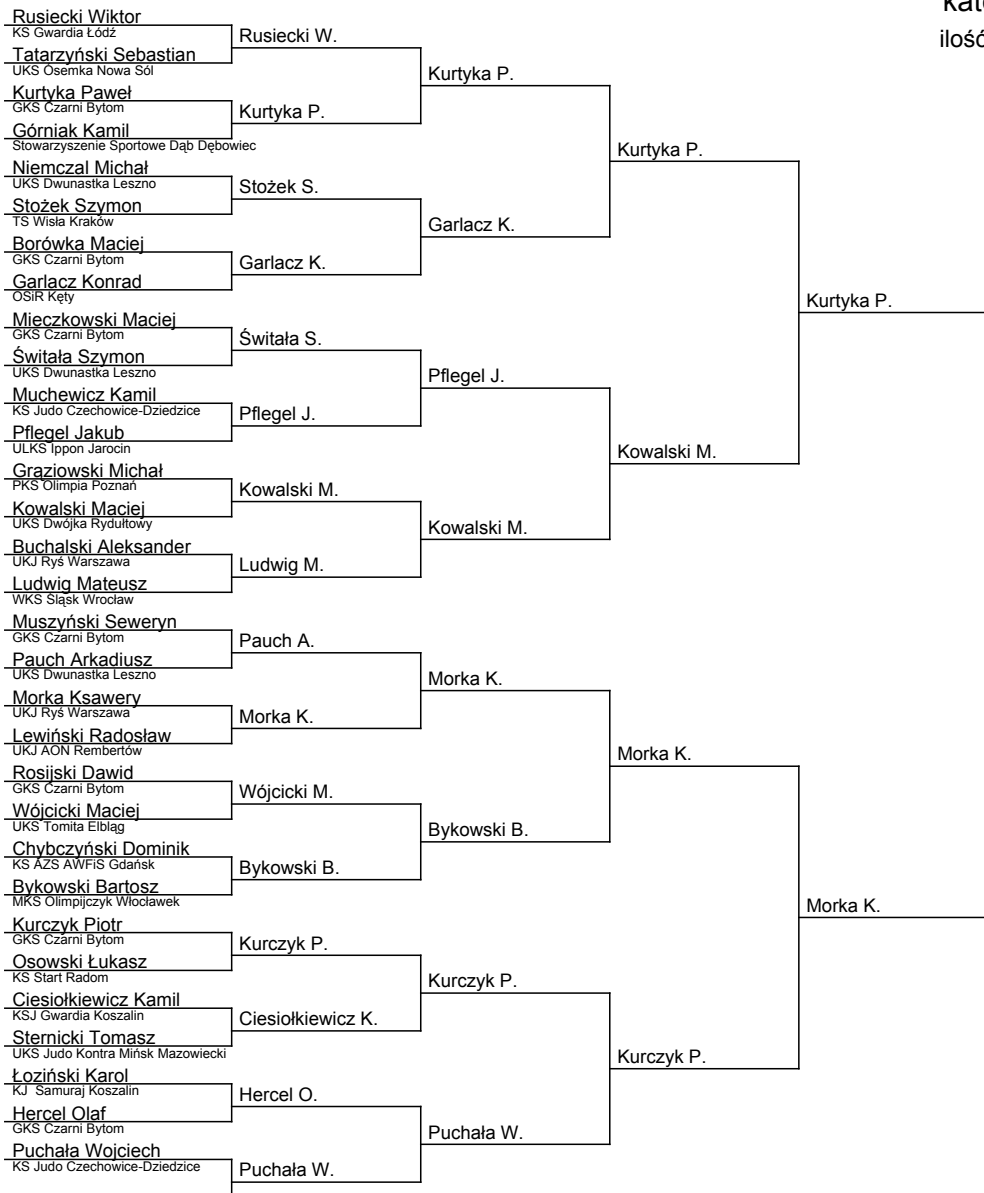 kat
ilość
Rusiecki Wiktor
KS Gwardia Łódź
Tatarzyński Sebastian
UKS Ósemka Nowa Sól
Kurtyka Paweł
GKS Czarni Bytom
Górniak Kamil
Stowarzyszenie Sportowe Dąb Dębowiec
Niemczal Michał
UKS Dwunastka Leszno
Stożek Szymon
TS Wisła Kraków
Borówka Maciej
GKS Czarni Bytom
Garlacz Konrad
OSiR Kęty
Mieczkowski Maciej
GKS Czarni Bytom
Świtała Szymon
UKS Dwunastka Leszno
Muchewicz Kamil
KS Judo Czechowice-Dziedzice
Pflegel Jakub
ULKS Ippon Jarocin
Grąziowski Michał
PKS Olimpia Poznań
Kowalski Maciej
UKS Dwójka Rydułtowy
Buchalski Aleksander
UKJ Ryś Warszawa
Ludwig Mateusz
WKS Śląsk Wrocław
Muszyński Seweryn
GKS Czarni Bytom
Pauch Arkadiusz
UKS Dwunastka Leszno
Morka Ksawery
UKJ Ryś Warszawa
Lewiński Radosław
UKJ AON Rembertów
Rosijski Dawid
GKS Czarni Bytom
Wójcicki Maciej
UKS Tomita Elbląg
Chybczyński Dominik
KS AZS AWFiS Gdańsk
Bykowski Bartosz
MKS Olimpijczyk Włocławek
Kurczyk Piotr
GKS Czarni Bytom
Osowski Łukasz
KS Start Radom
Ciesiołkiewicz Kamil
KSJ Gwardia Koszalin
Sternicki Tomasz
UKS Judo Kontra Mińsk Mazowiecki
Łoziński Karol
KJ Samuraj Koszalin
Hercel Olaf
GKS Czarni Bytom
Puchała Wojciech
KS Judo Czechowice-Dziedzice
Rusiecki W.
Kurtyka P.
Stożek S.
Garlacz K.
Świtała S.
Pflegel J.
Kowalski M.
Ludwig M.
Pauch A.
Morka K.
Wójcicki M.
Bykowski B.
Kurczyk P.
Ciesiołkiewicz K.
Hercel O.
Puchała W.
Kurtyka P.
Garlacz K.
Pflegel J.
Kowalski M.
Morka K.
Bykowski B.
Kurczyk P.
Puchała W.
Kurtyka P.
Kowalski M.
Morka K.
Kurczyk P.
Kurtyka P.
Morka K.